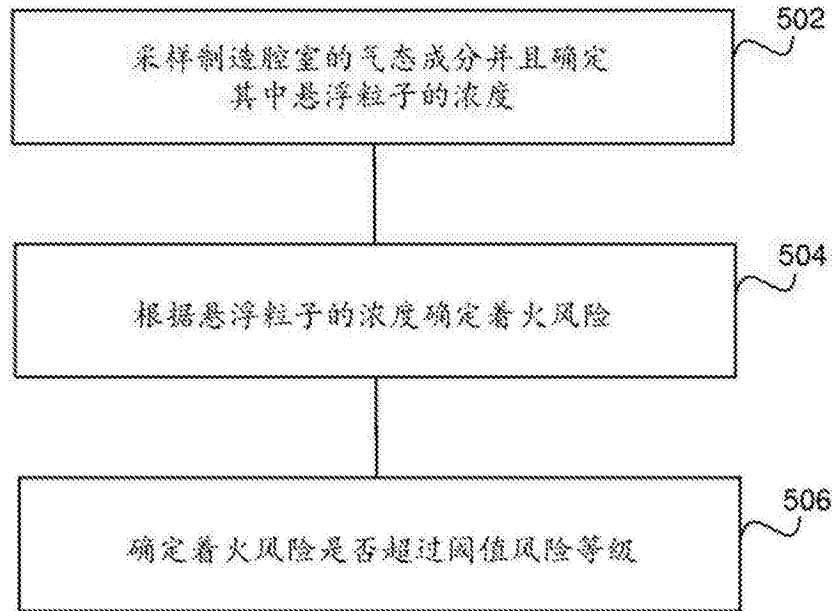 502
采样制造腔室的气态成分并且确定
其中悬浮粒子的浓度
504
根据悬浮粒子的浓度确定着火风险
506
确定着火风险是否超过阈值风险等级